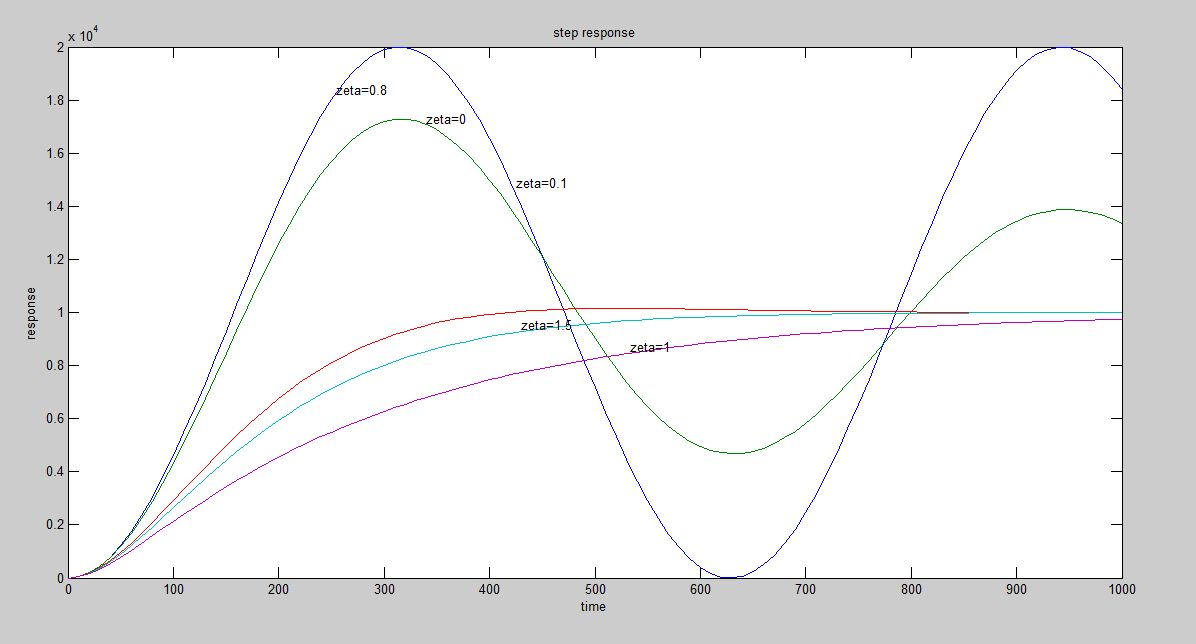 step response
x 10^4
2
1.8
1.6
1.4
1.2
1
0.8
0.6
0.4
0.2
0
response
zeta=0.8
zeta=0
zeta=0.1
zeta=1.5
zeta=1
0 100 200 300 400 500 600 700 800 900 1000
time